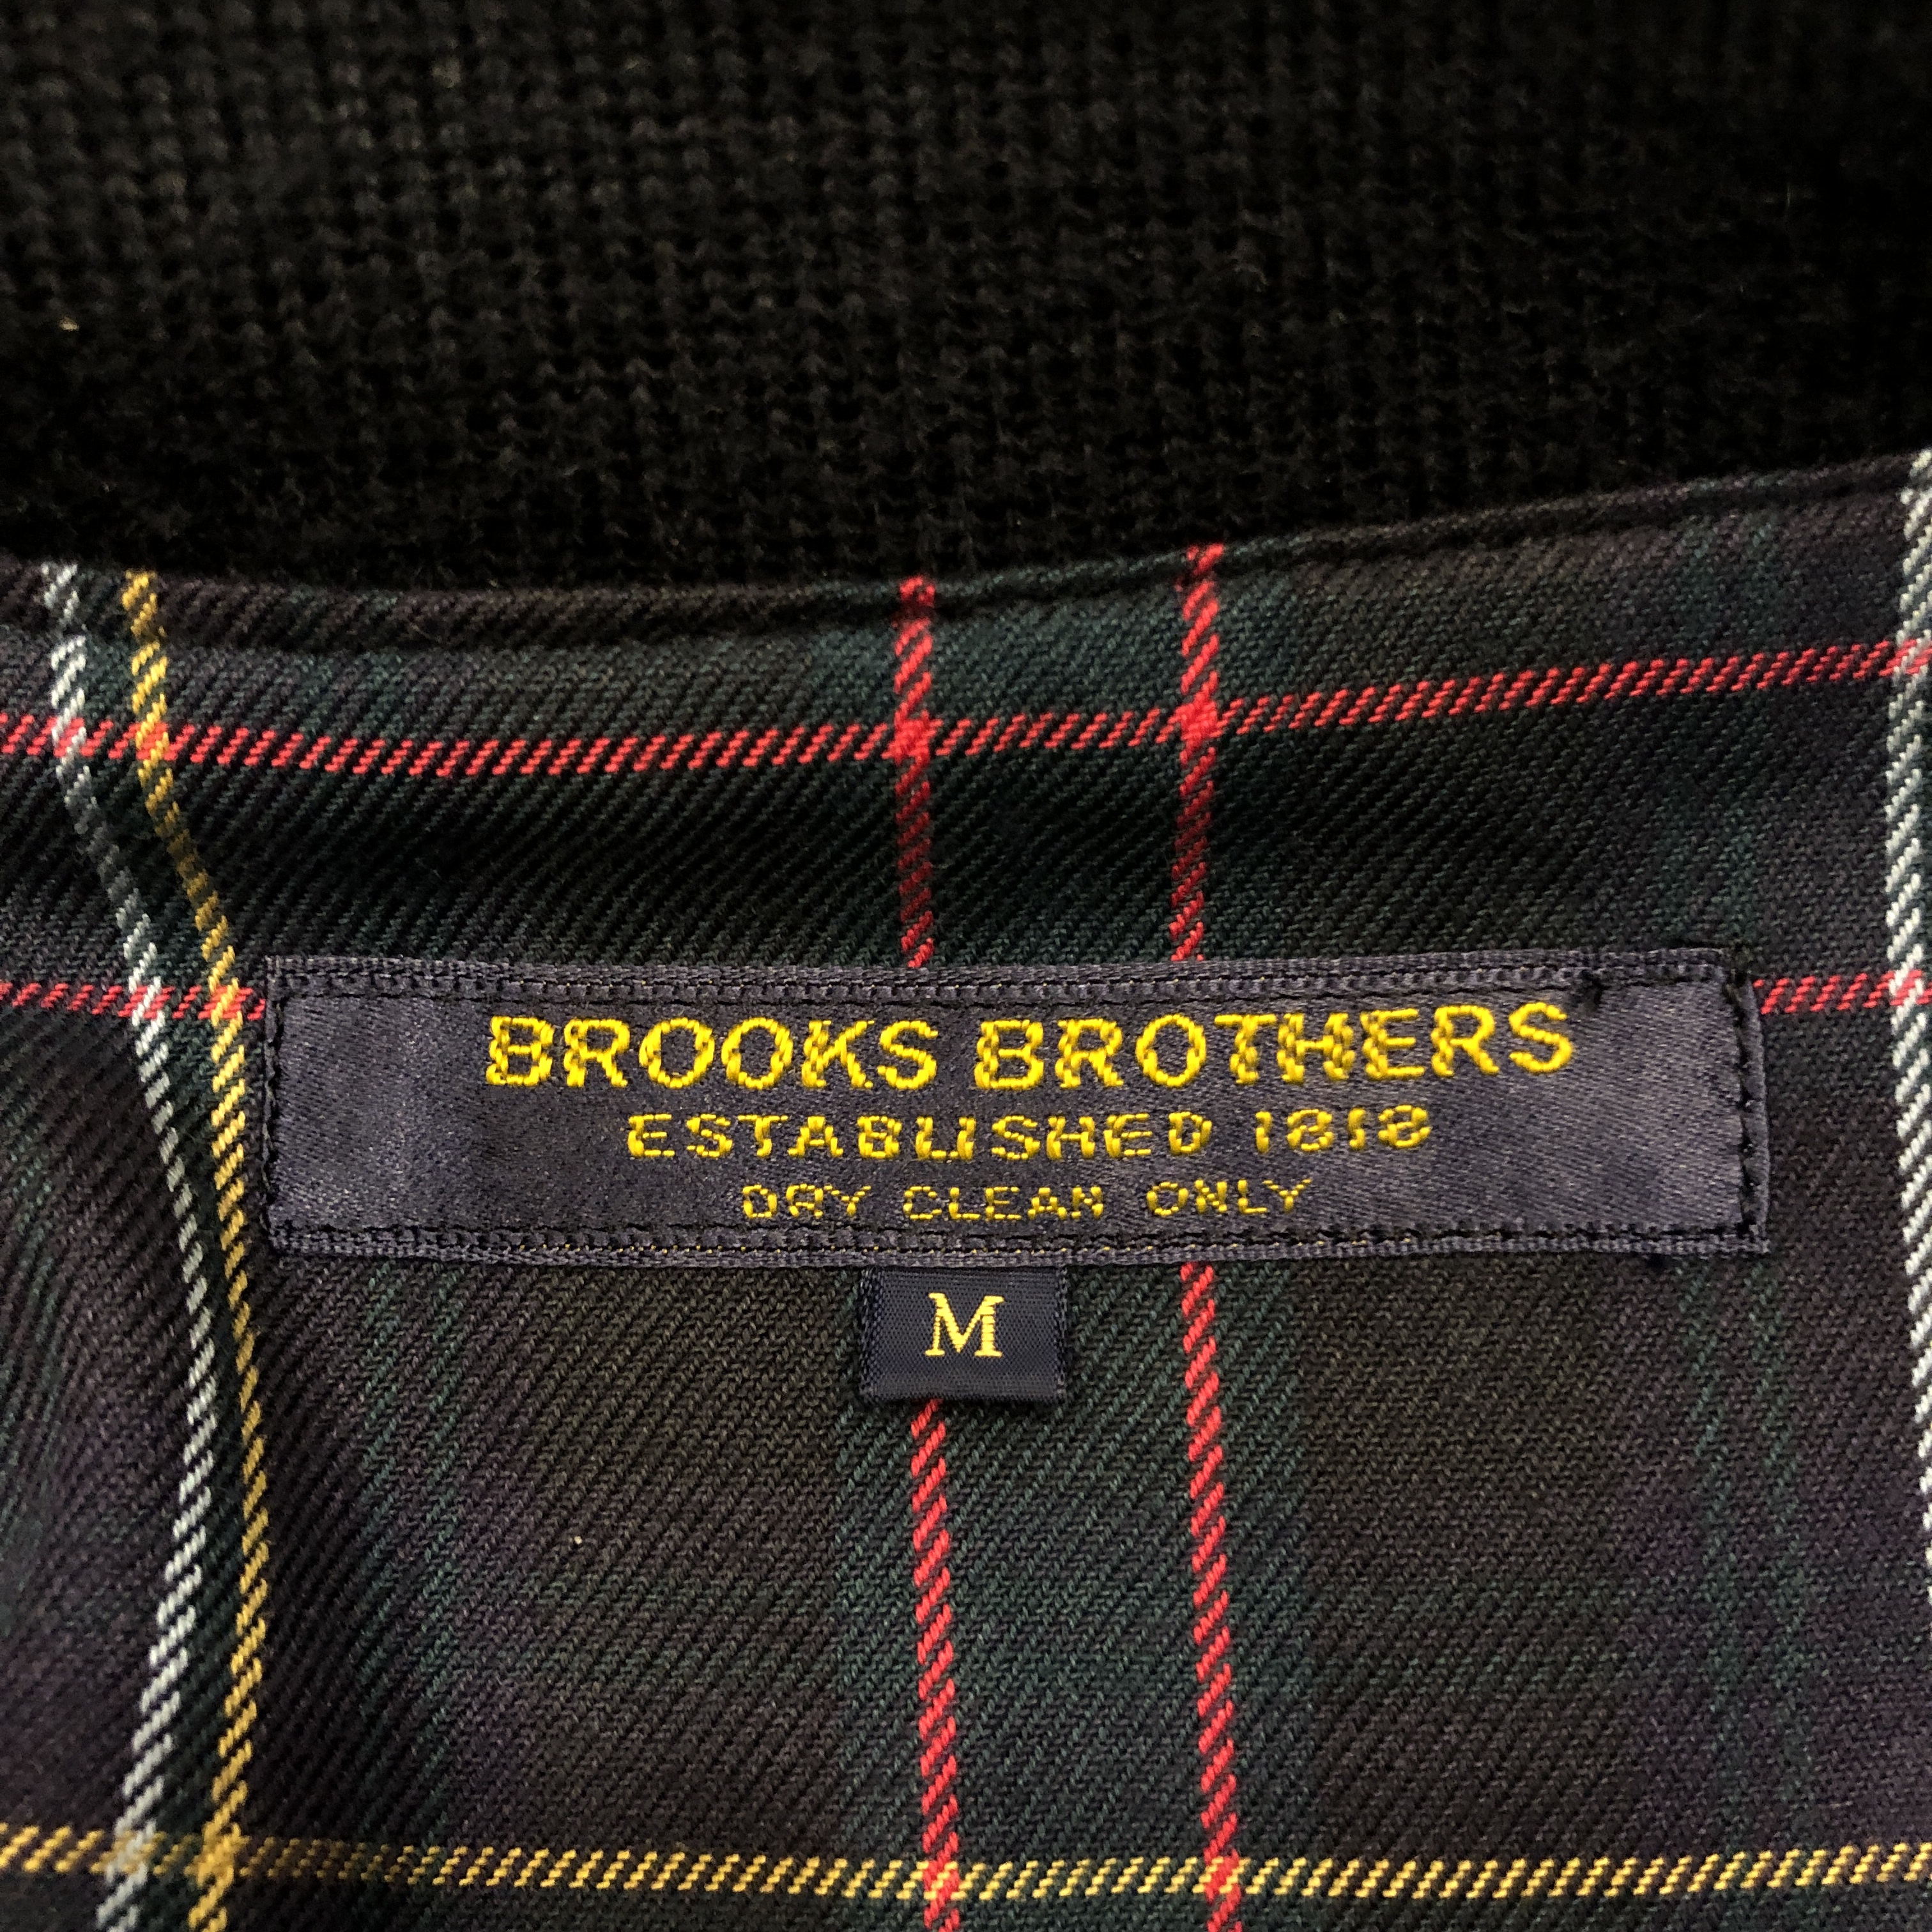 BROOKS BROTHERS
ESTABLISHED 1818
DRY CLEAN ONLY
M